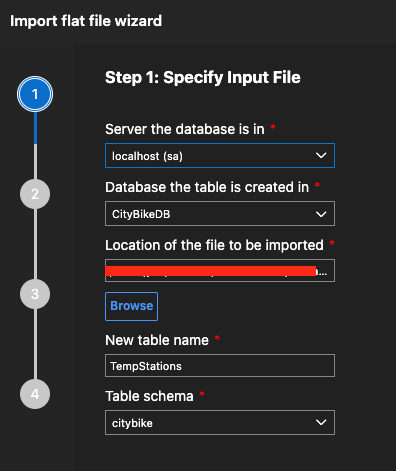 Import flat file wizard
1
Step 1: Specify Input File
Server the database is in *
localhost (sa)
2
Database the table is created in *
CityBikeDB
Location of the file to be imported *
3
Browse
New table name *
TempStations
4
Table schema *
citybike